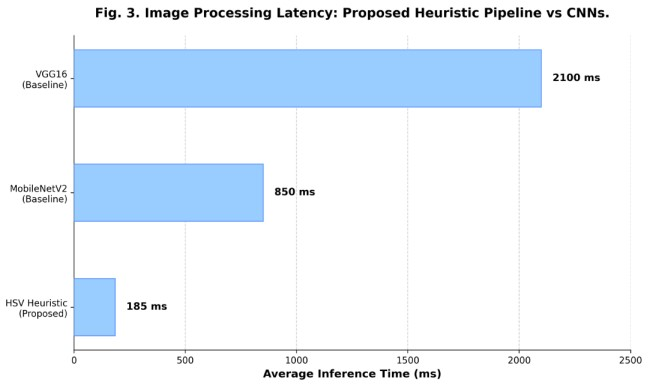 Fig. 3. Image Processing Latency: Proposed Heuristic Pipeline vs CNNs.
VGG16
(Baseline)
2100 ms
MobileNetV2
(Baseline)
850 ms
HSV Heuristic
(Proposed)
185 ms
0 500 1000 1500 2000 2500
Average Inference Time (ms)